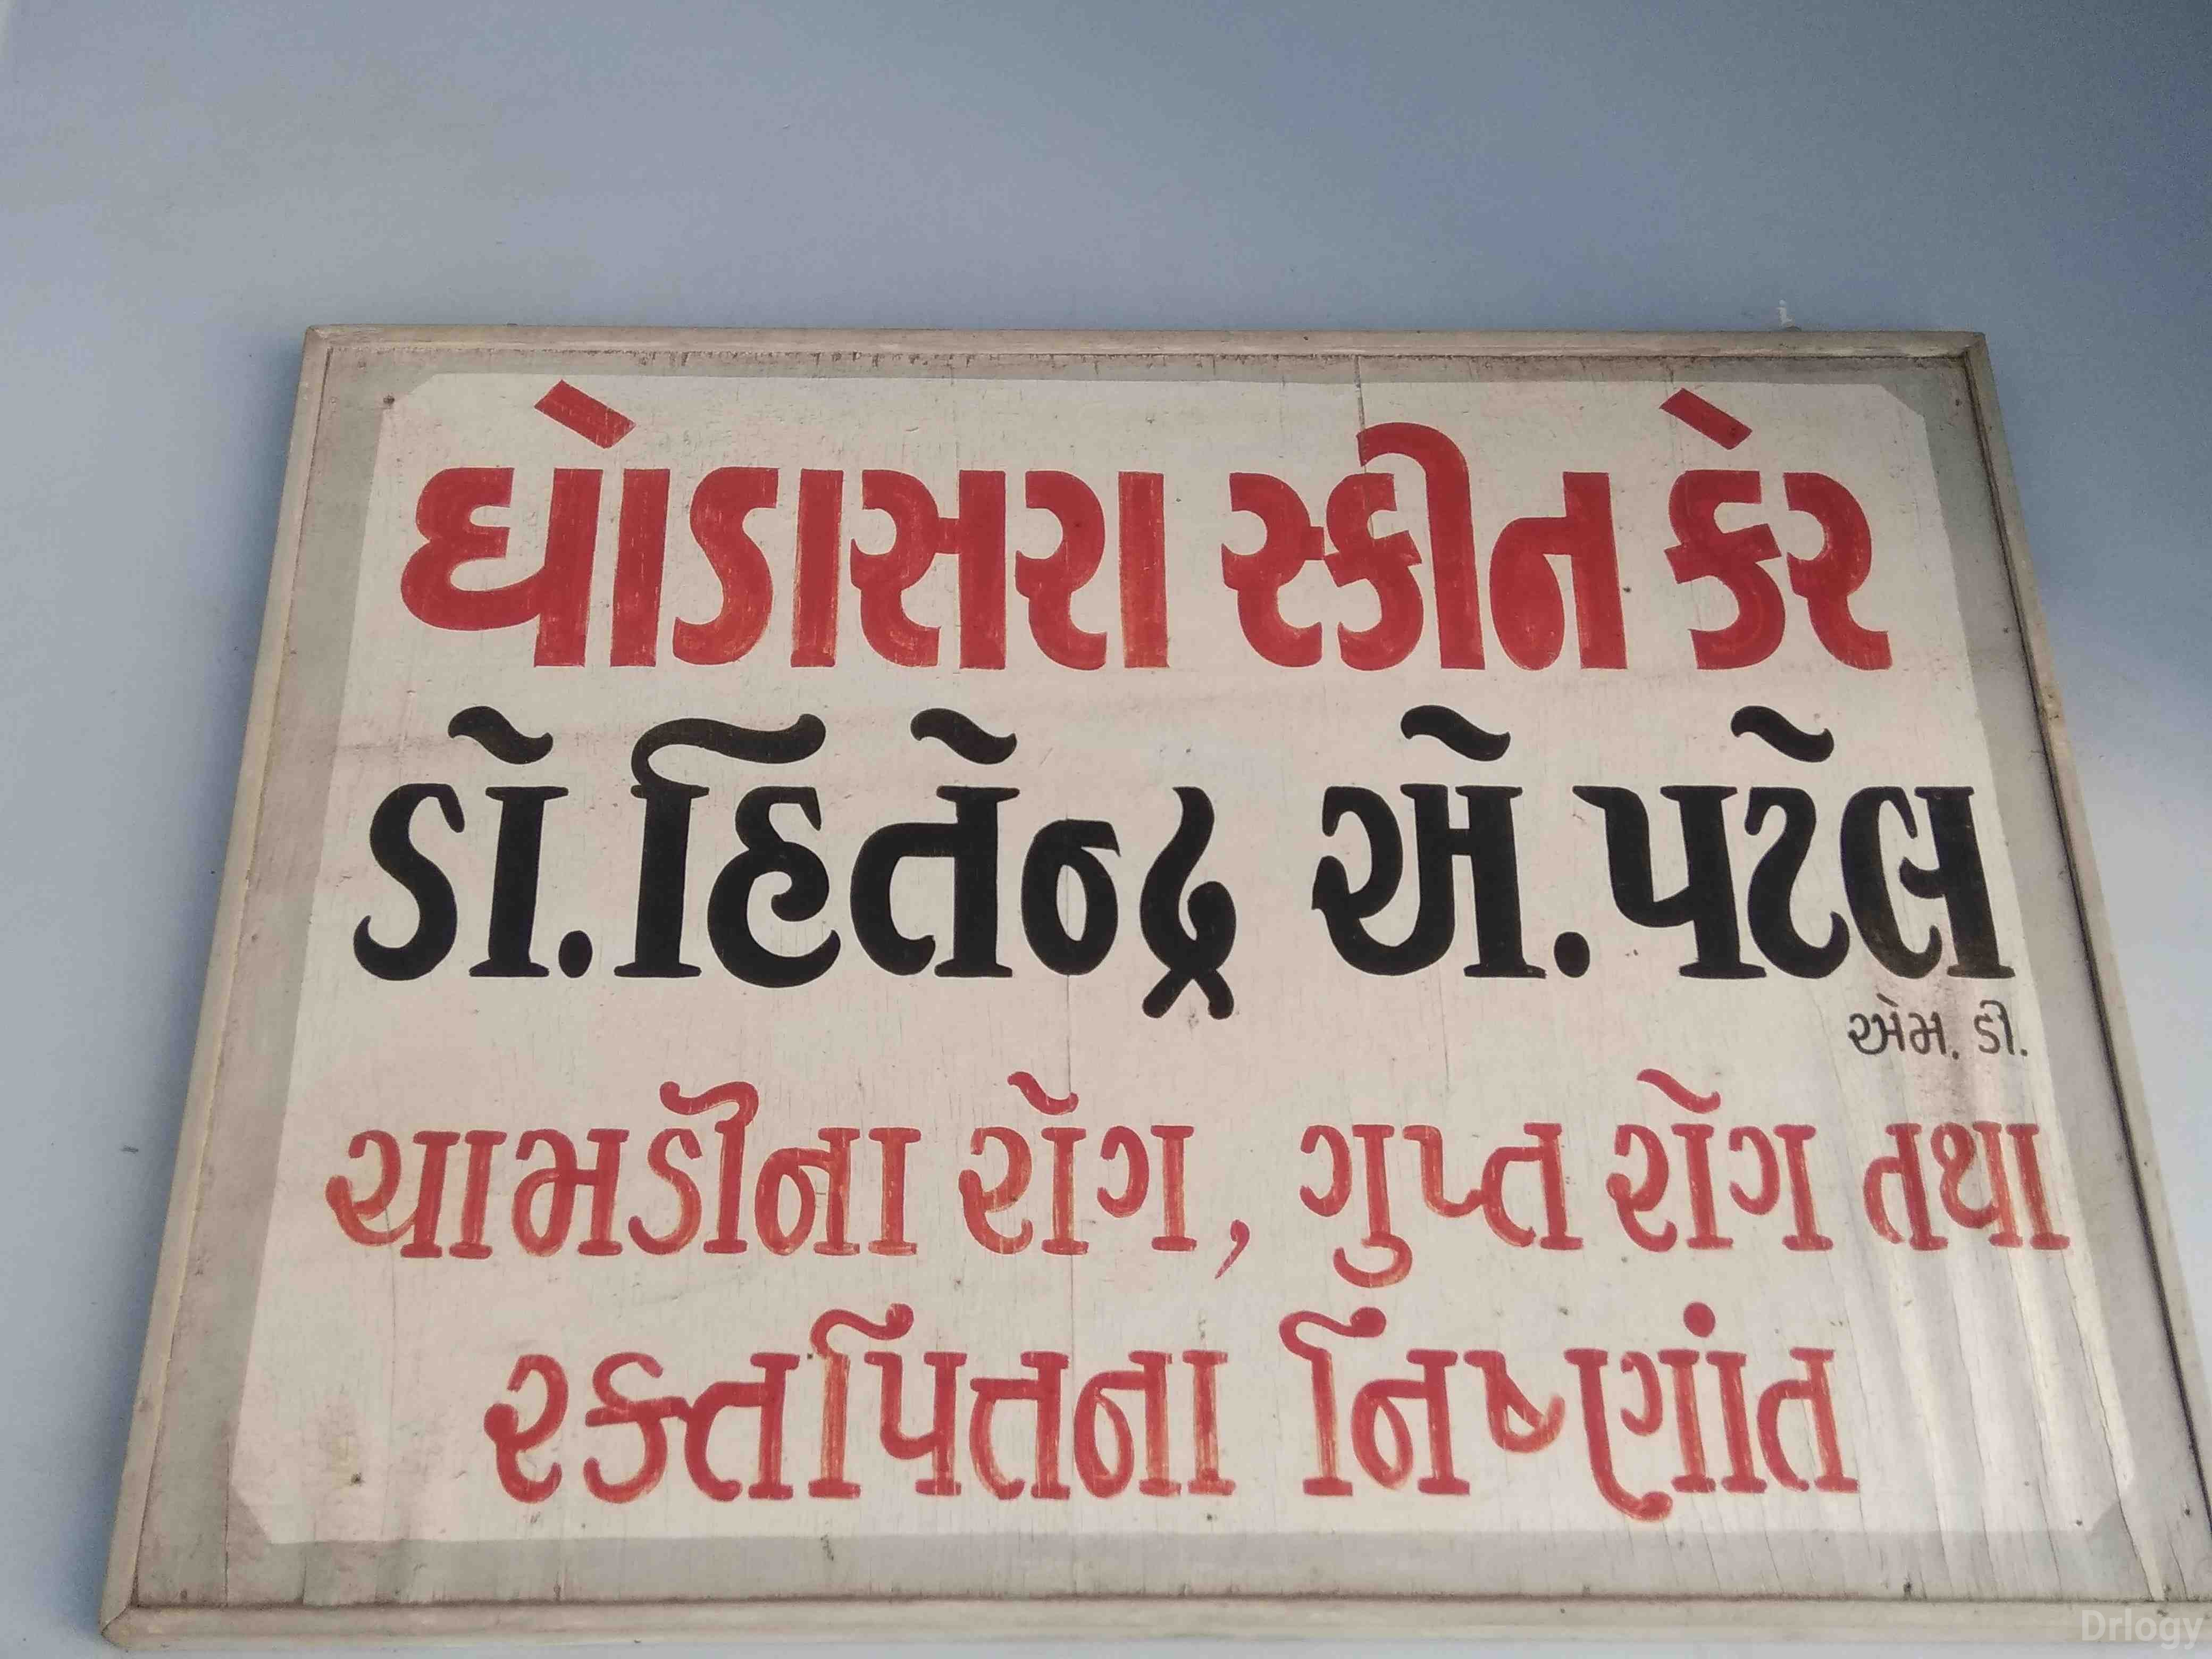 ઘોડાસરા સ્કીન કેર
ડો. હિતેન્દ્ર એ. પટેલ
એમ. ડી.
ચામડીના રોગ, ગુપ્ત રોગ તથા
રક્તપિત્તના નિષ્ણાંત
Drlogy